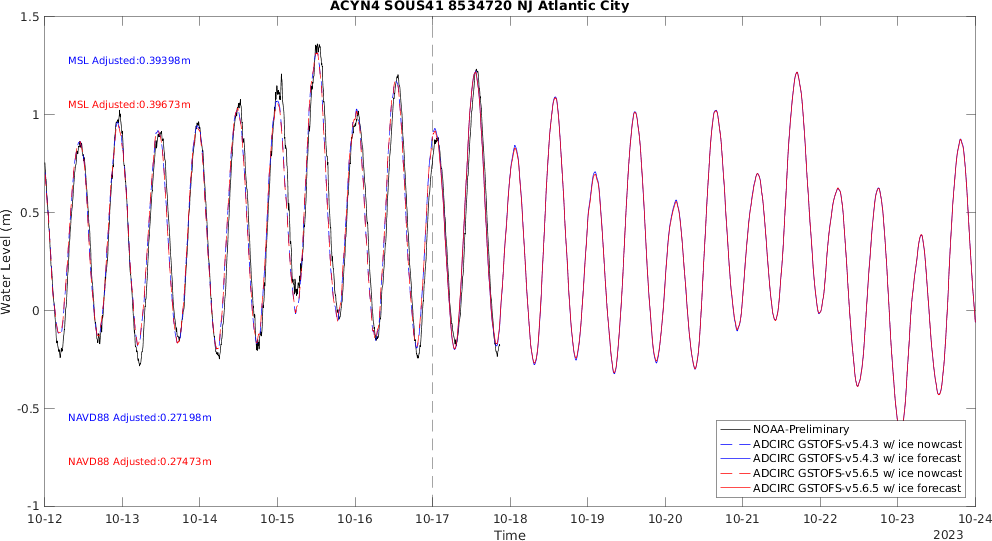 ACYN4 SOUS41 8534720 NJ Atlantic City
MSL Adjusted:0.39398m
MSL Adjusted:0.39673m
NAVD88 Adjusted:0.27198m
NAVD88 Adjusted:0.27473m
Water Level (m)
1.5
1
0.5
0
-0.5
-1
NOAA-Preliminary
ADCIRC GSTOFS-v5.4.3 w/ ice nowcast
ADCIRC GSTOFS-v5.4.3 w/ ice forecast
ADCIRC GSTOFS-v5.6.5 w/ ice nowcast
ADCIRC GSTOFS-v5.6.5 w/ ice forecast
10-12 10-13 10-14 10-15 10-16 10-17 10-18 10-19 10-20 10-21 10-22 10-23 10-24
Time
2023